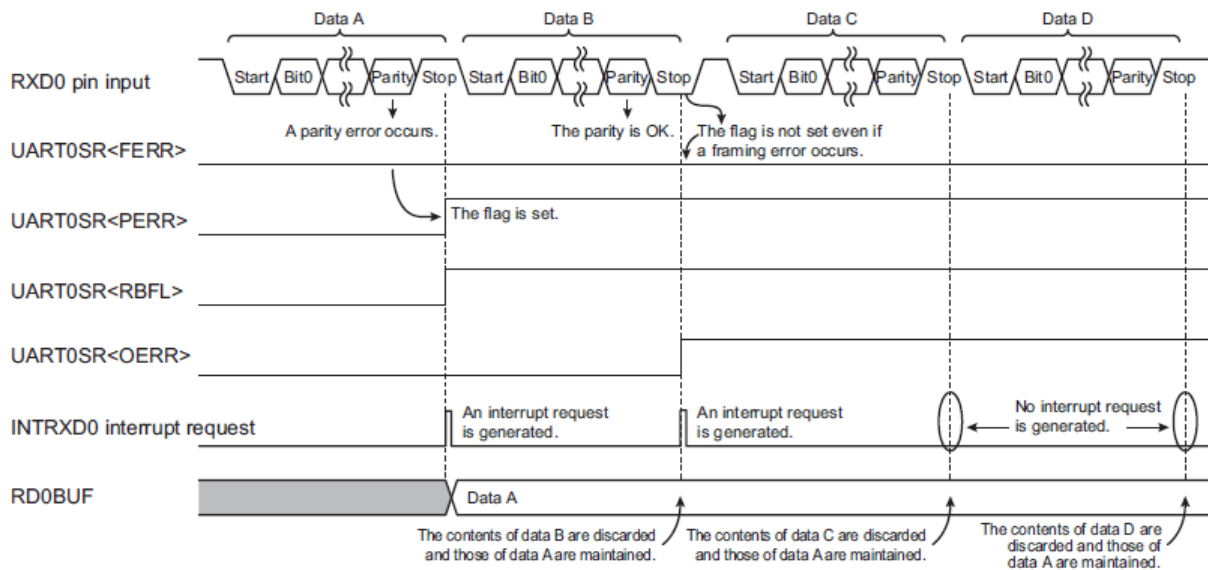 Data A Data B Data C Data D
RXD0 pin input
Start Bit0 Parity Stop Start Bit0 Parity Stop Start Bit0 Parity Stop Start Bit0 Parity Stop
A parity error occurs.
The parity is OK.
The flag is not set even if
a framing error occurs.
UART0SR<FERR>
UART0SR<PERR>
The flag is set.
UART0SR<RBFL>
UART0SR<OERR>
INTRXD0 interrupt request
An interrupt request
is generated.
An interrupt request
is generated.
No interrupt request
is generated.
RD0BUF
Data A
The contents of data B are discarded
and those of data A are maintained.
The contents of data C are discarded
and those of data A are maintained.
The contents of data D are
discarded and those of
data A are maintained.